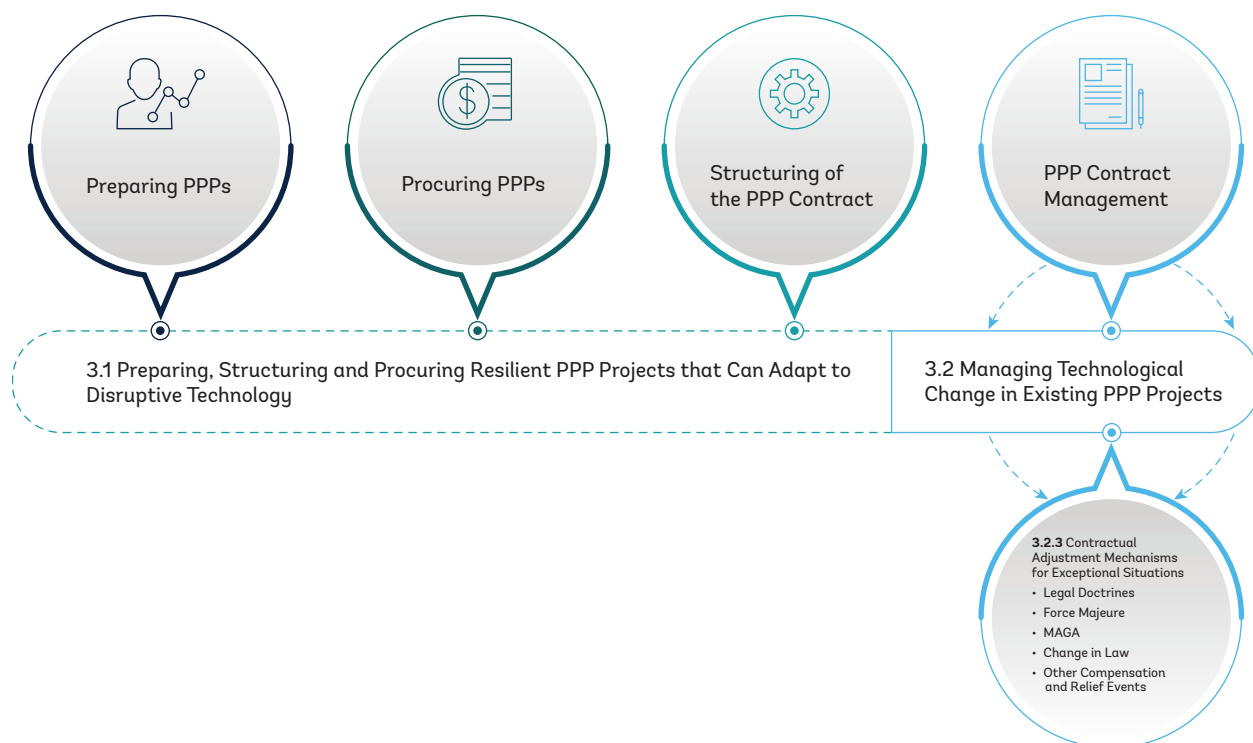 $
Preparing PPPs
Procuring PPPs
Structuring of
the PPP Contract
PPP Contract
Management
3.1 Preparing, Structuring and Procuring Resilient PPP Projects that Can Adapt to
Disruptive Technology
3.2 Managing Technological
Change in Existing PPP Projects
3.2.3 Contractual
Adjustment Mechanisms
for Exceptional Situations
• Legal Doctrines
• Force Majeure
• MAGA
• Change in Law
• Other Compensation
and Relief Events